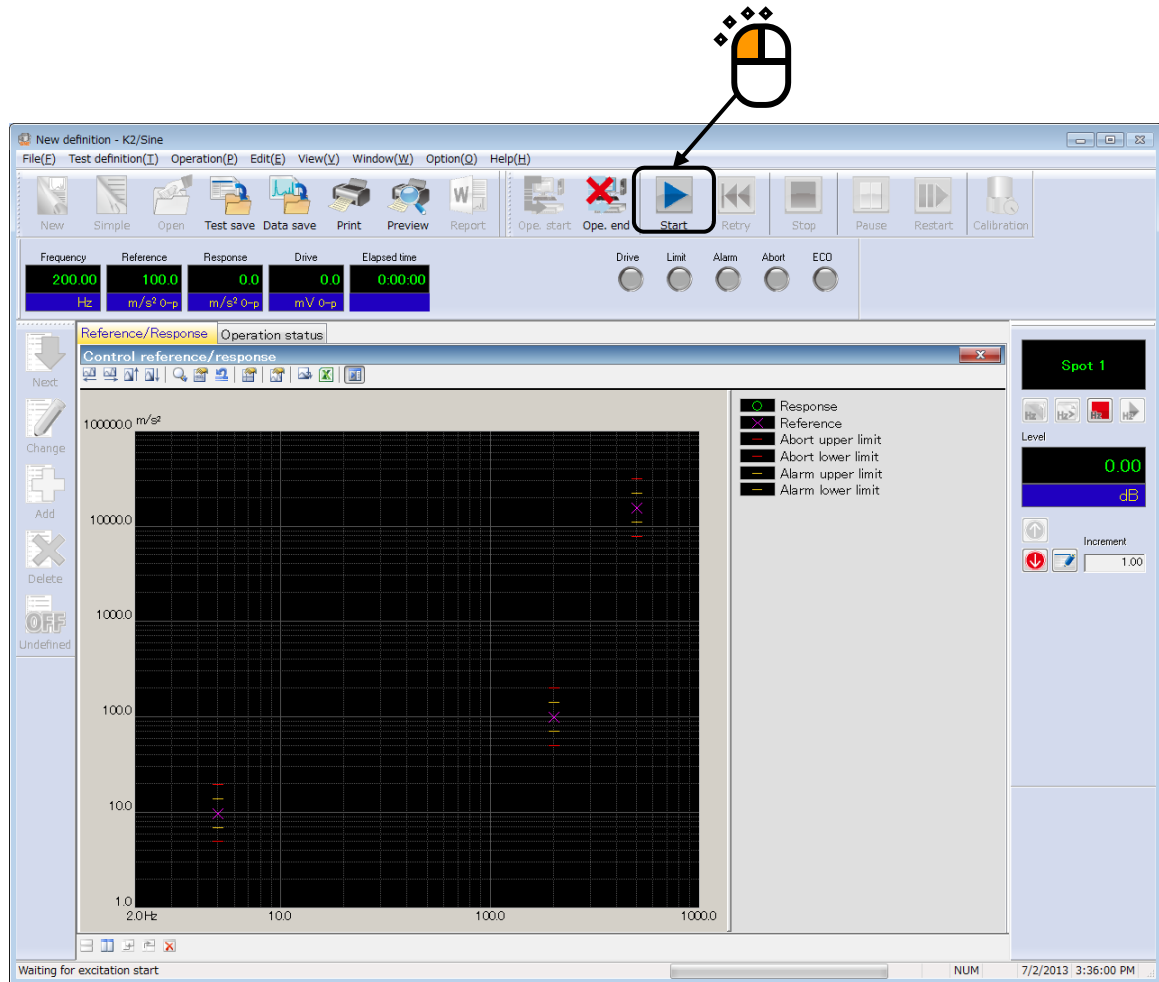 New definition - K2/Sine
File(F) Test definition(T) Operation(P) Edit(E) View(V) Window(W) Option(O) Help(H)
New Simple Open Test save Data save Print Preview Report Ope. start Ope. end Start Retry Stop Pause Restart Calibration
Frequency Reference Response Drive Elapsed time Drive Limit Alarm Abort ECO
200.00 100.0 0.0 0.0 0:00:00
Hz m/s² 0-p m/s² 0-p mV 0-p
Reference/Response Operation status
Control reference/response
Next
Change
Add
Delete
OFF
Undefined
100000.0 m/s²
10000.0
1000.0
100.0
10.0
1.0
2.0 Hz 10.0 100.0 1000.0
Response
Reference
Abort upper limit
Abort lower limit
Alarm upper limit
Alarm lower limit
Spot 1
Level
0.00
dB
Increment
1.00
Waiting for excitation start NUM 7/2/2013 3:36:00 PM